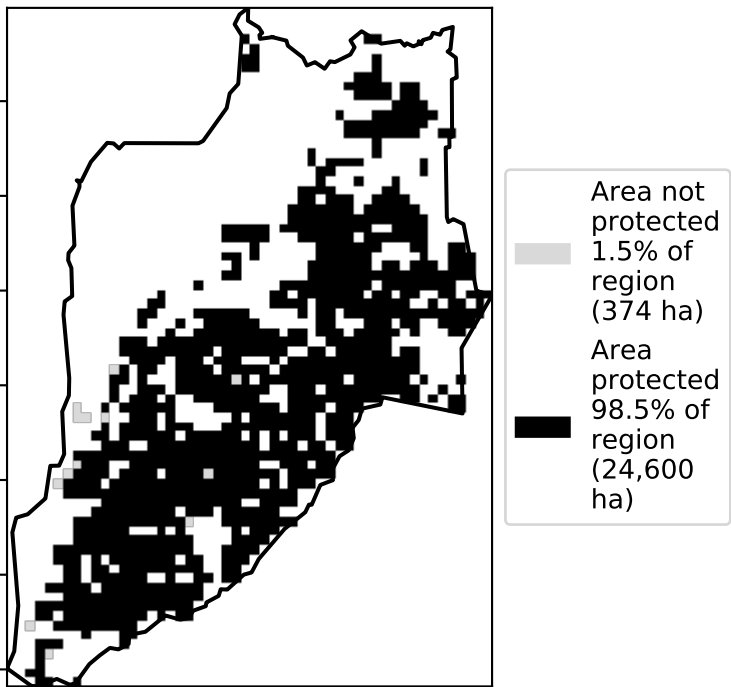 Area not
protected
1.5% of
region
(374 ha)
Area
protected
98.5% of
region
(24,600
ha)